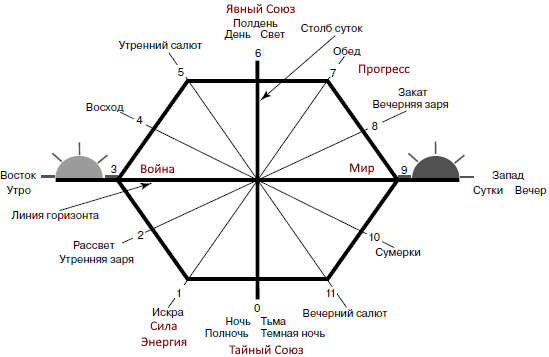 Явный Союз
Полдень
День Свет
Столб суток
6
Утренний салют
Обед
5
7
Прогресс
Закат
Вечерняя заря
Восход
4
8
Восток
3
Война
Мир
9
Запад
Утро
Сутки Вечер
Линия горизонта
2
10
Рассвет
Утренняя заря
Сумерки
1
11
0
Искра
Ночь Тьма
Вечерний салют
Сила
Полночь Темная ночь
Энергия
Тайный Союз